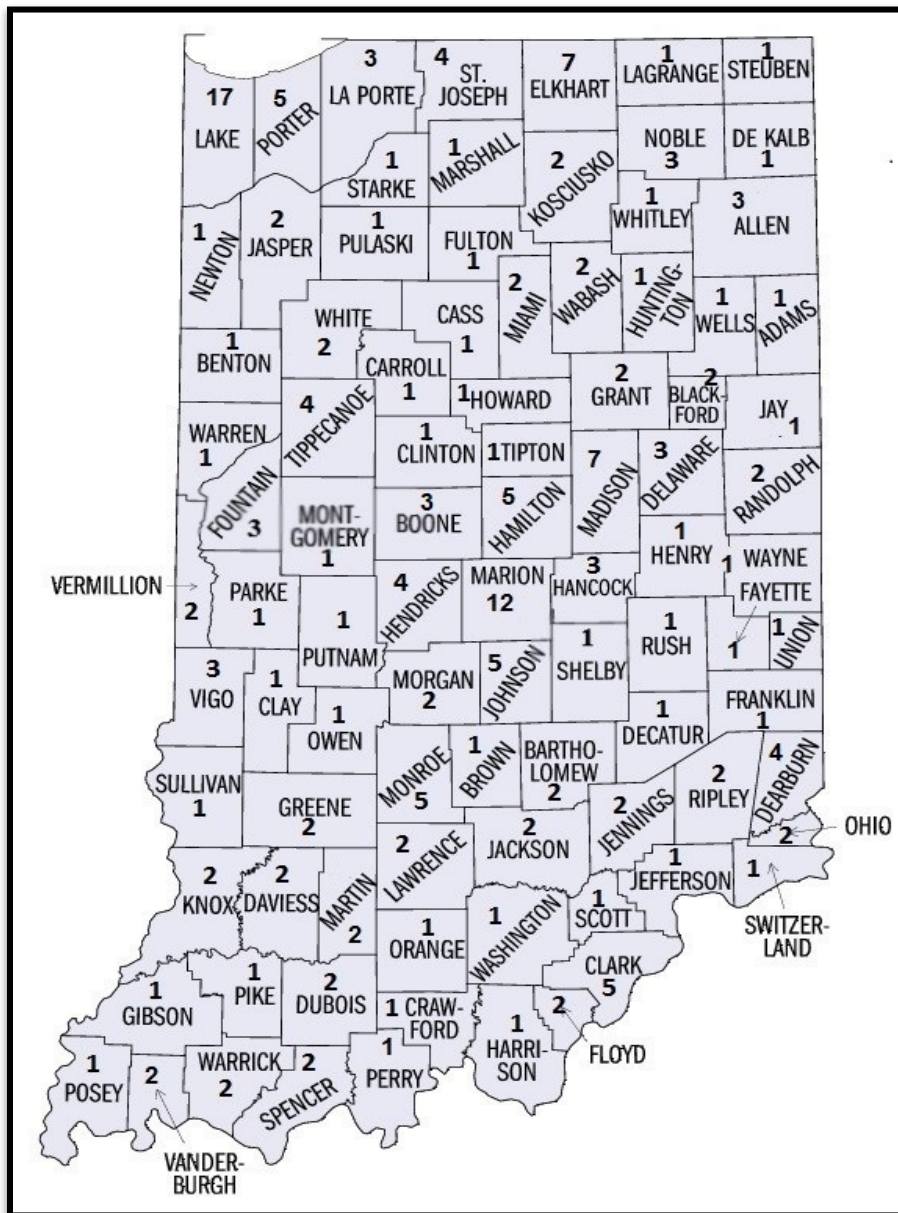 17
LAKE
5
PORTER
3
LA PORTE
4
ST.
JOSEPH
7
ELKHART
1
LAGRANGE
1
STEUBEN
1
STARKE
1
MARSHALL
2
KOSCIUSKO
NOBLE
3
DE KALB
1
1
NEWTON
2
JASPER
1
PULASKI
FULTON
1
1
WHITLEY
3
ALLEN
WHITE
2
CASS
1
2
MIAMI
2
WABASH
1
HUNTING-
TON
1
WELLS
1
ADAMS
1
BENTON
CARROLL
1
1
HOWARD
2
GRANT
2
BLACK-
FORD
JAY
1
WARREN
1
4
TIPPECANOE
1
CLINTON
1 TIPTON
7
MADISON
3
DELAWARE
2
RANDOLPH
FOUNTAIN
3
MONT-
GOMERY
1
3
BOONE
5
HAMILTON
1
HENRY
WAYNE
1
VERMILLION
2
PARKE
1
1
PUTNAM
4
HENDRICKS
MARION
12
3
HANCOCK
FAYETTE
1
1
UNION
3
VIGO
1
CLAY
1
OWEN
MORGAN
2
5
JOHNSON
1
SHELBY
1
RUSH
FRANKLIN
1
SULLIVAN
1
GREENE
2
MONROE
5
1
BROWN
BARTHO-
LOMEW
2
1
DECATUR
2
JENNINGS
2
RIPLEY
4
DEARBURN
2
OHIO
2
KNOX
2
DAVIESS
MARTIN
2
2
LAWRENCE
2
JACKSON
1
JEFFERSON
1
SWITZER-
LAND
1
ORANGE
1
WASHINGTON
1
SCOTT
CLARK
5
1
GIBSON
1
PIKE
2
DUBOIS
1 CRAW-
FORD
1
HARRI-
SON
2
FLOYD
1
POSEY
2
VANDER-
BURGH
WARRICK
2
2
SPENCER
1
PERRY